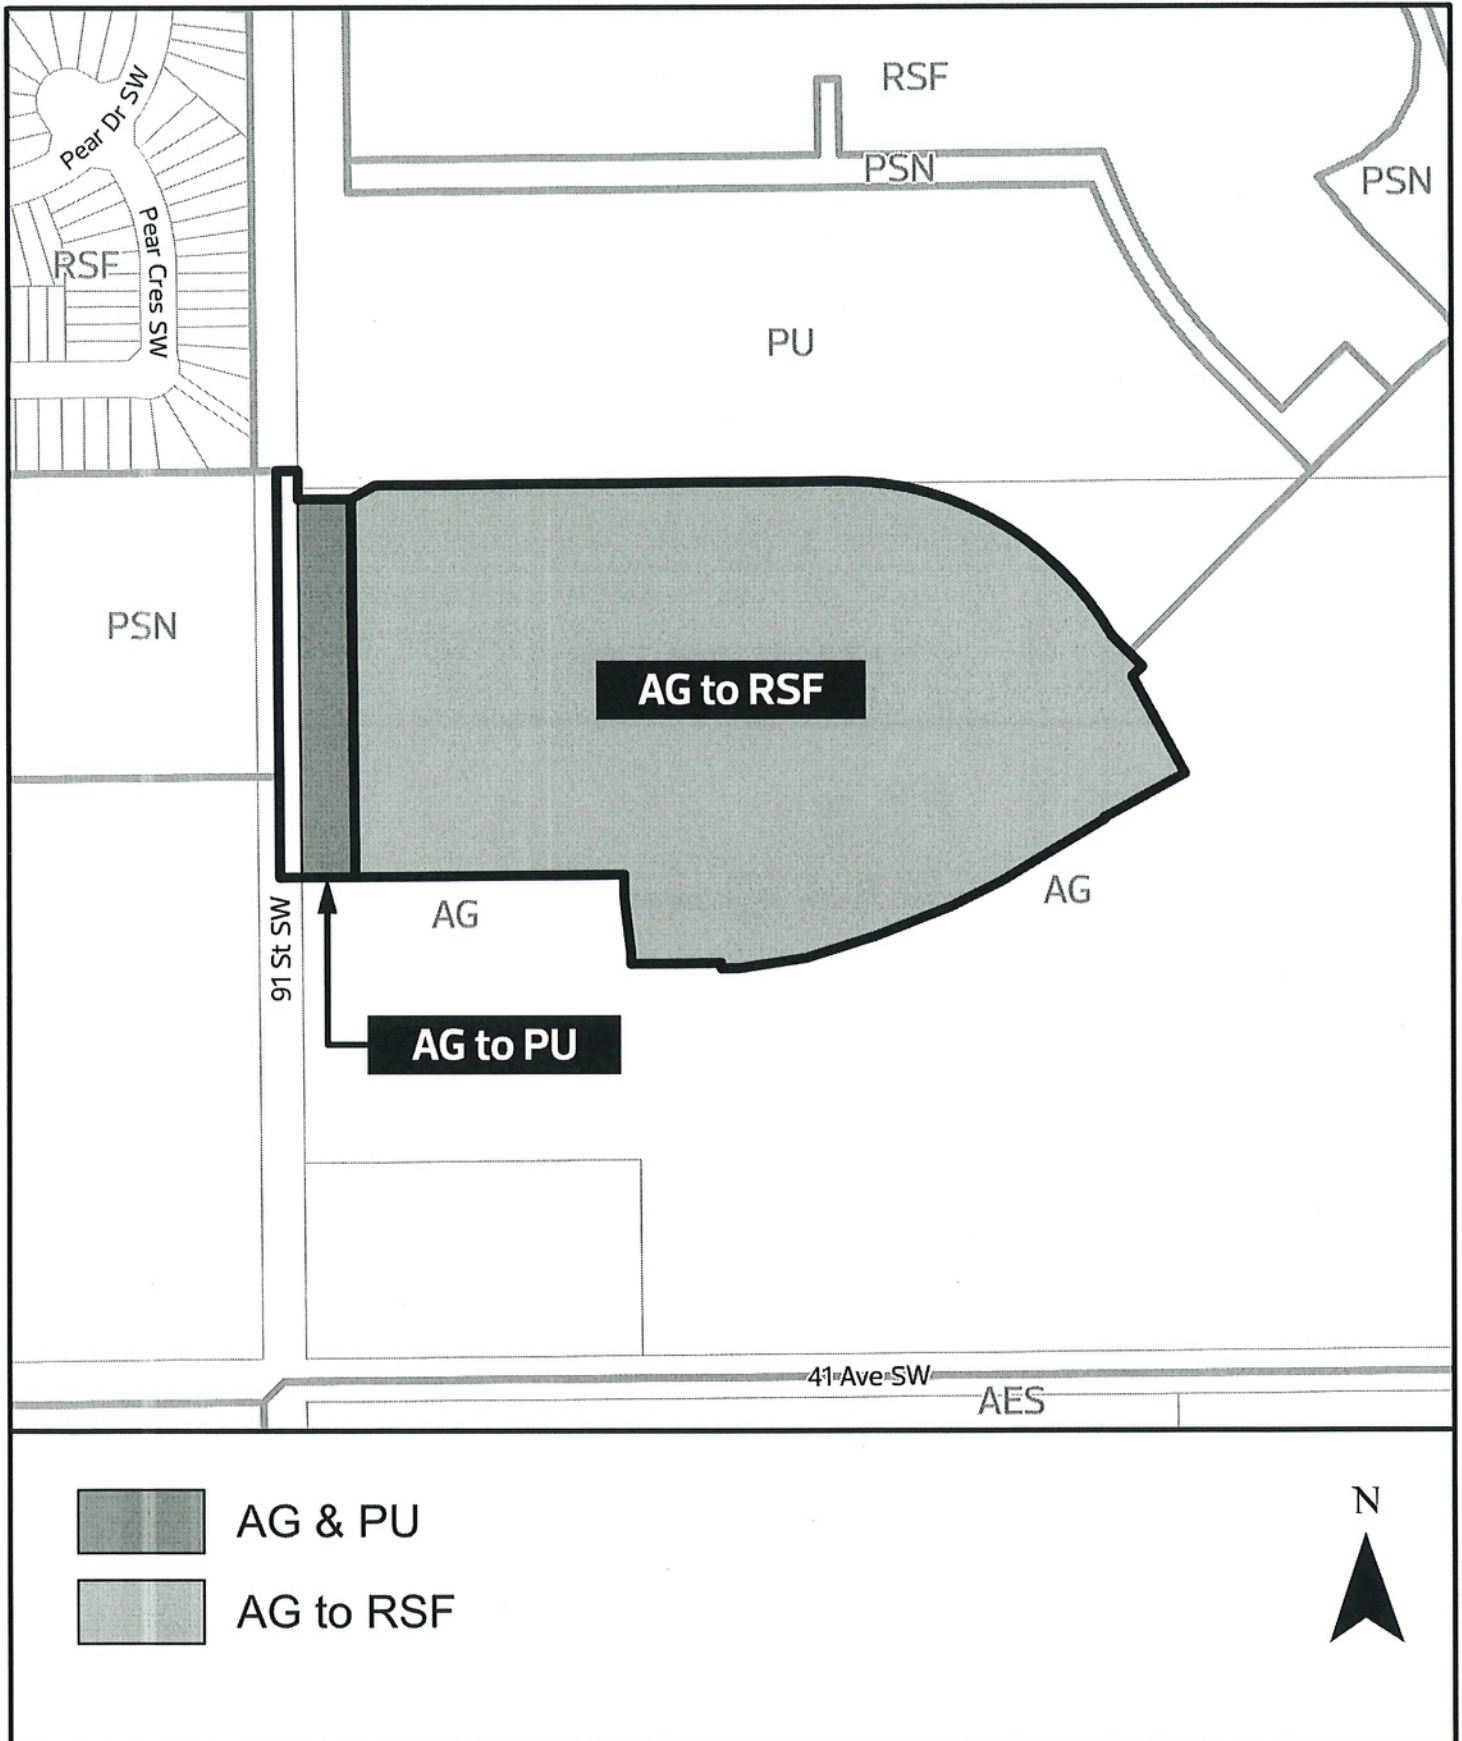 RSF
Pear Dr SW
PSN
PSN
Pear Cres SW
RSF
PU
PSN
AG to RSF
AG
AG
91 St SW
AG to PU
41 Ave SW
AES
AG & PU
N
AG to RSF